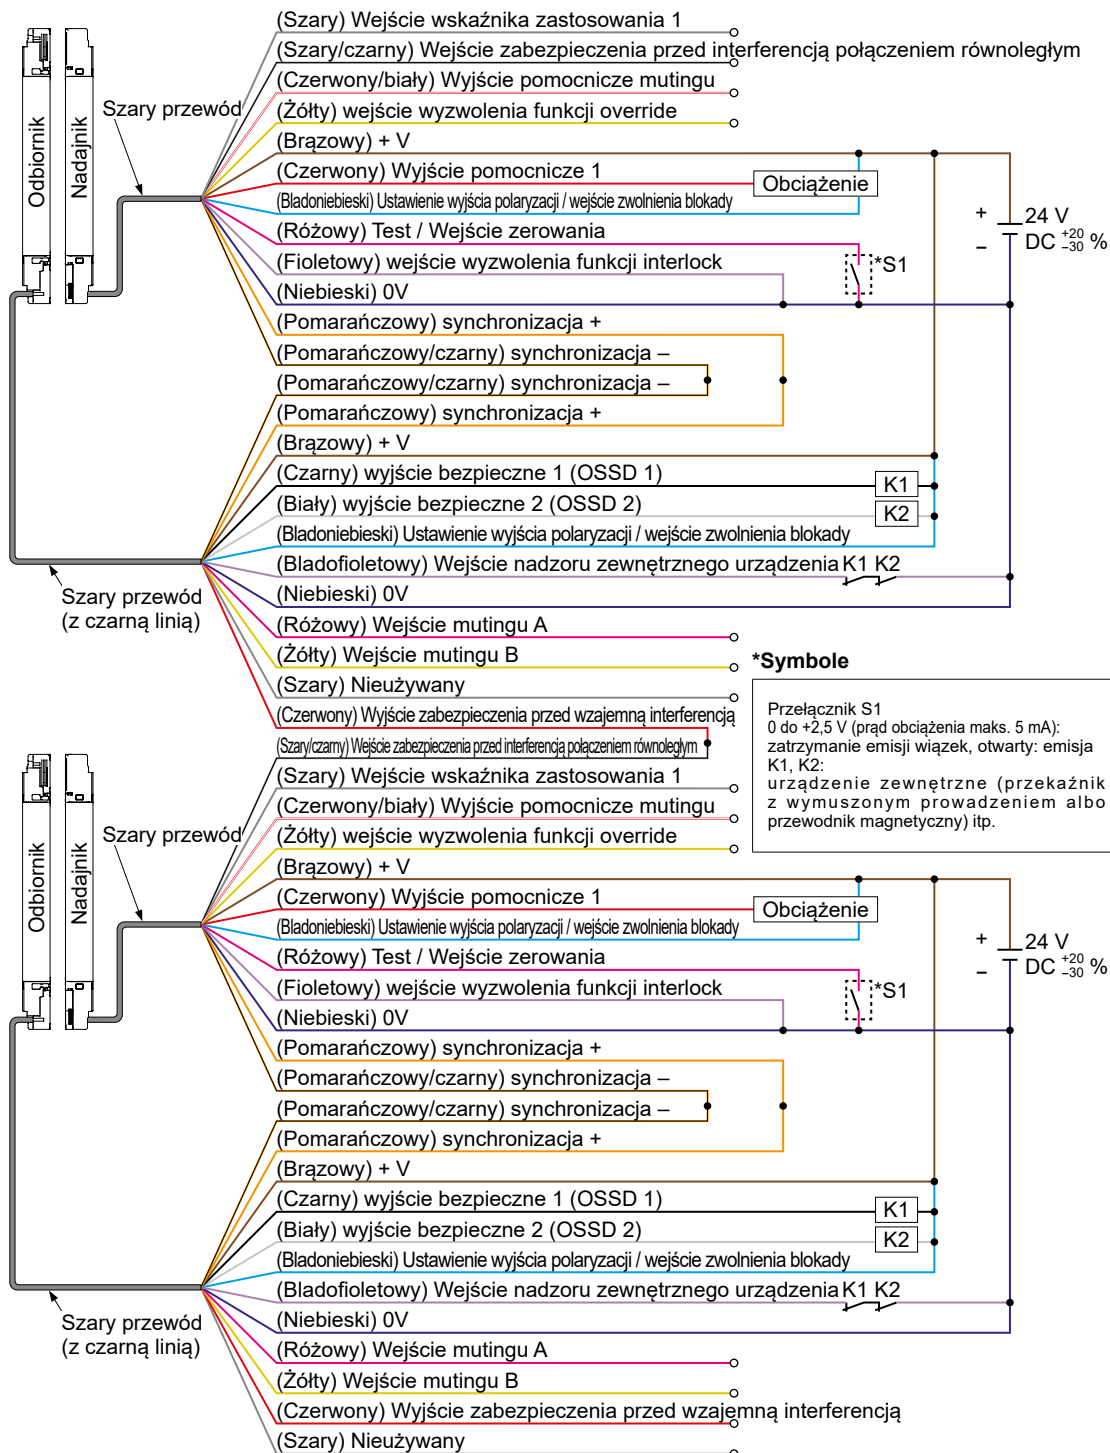 (Szary) Wejście wskaźnika zastosowania 1
(Szary/czarny) Wejście zabezpieczenia przed interferencją połączeniem równoległym
(Czerwony/biały) Wyjście pomocnicze mutingu
(Żółty) wejście wyzwolenia funkcji override
(Brązowy) + V
(Czerwony) Wyjście pomocnicze 1
(Bladoniebieski) Ustawienie wyjścia polaryzacji / wejście zwolnienia blokady
(Różowy) Test / Wejście zerowania
(Fioletowy) wejście wyzwolenia funkcji interlock
(Niebieski) 0V
(Pomarańczowy) synchronizacja +
(Pomarańczowy/czarny) synchronizacja –
(Pomarańczowy/czarny) synchronizacja –
(Pomarańczowy) synchronizacja +
(Brązowy) + V
(Czarny) wyjście bezpieczne 1 (OSSD 1)
(Biały) wyjście bezpieczne 2 (OSSD 2)
(Bladoniebieski) Ustawienie wyjścia polaryzacji / wejście zwolnienia blokady
(Bladofioletowy) Wejście nadzoru zewnętrznego urządzenia K1 K2
(Niebieski) 0V
(Różowy) Wejście mutingu A
(Żółty) Wejście mutingu B
(Szary) Nieużywany
(Czerwony) Wyjście zabezpieczenia przed wzajemną interferencją
Odbiornik
Nadajnik
Szary przewód
Szary przewód
(z czarną linią)
Obciążenie
*S1
+
–
24 V
DC +20 –30 %
K1
K2
*Symbole
Przełącznik S1
0 do +2,5 V (prąd obciążenia maks. 5 mA):
zatrzymanie emisji wiązek, otwarty: emisja
K1, K2:
urządzenie zewnętrzne (przekaźnik
z wymuszonym prowadzeniem albo
przewodnik magnetyczny) itp.
(Szary/czarny) Wejście zabezpieczenia przed interferencją połączeniem równoległym
(Szary) Wejście wskaźnika zastosowania 1
(Czerwony/biały) Wyjście pomocnicze mutingu
(Żółty) wejście wyzwolenia funkcji override
(Brązowy) + V
(Czerwony) Wyjście pomocnicze 1
(Bladoniebieski) Ustawienie wyjścia polaryzacji / wejście zwolnienia blokady
(Różowy) Test / Wejście zerowania
(Fioletowy) wejście wyzwolenia funkcji interlock
(Niebieski) 0V
(Pomarańczowy) synchronizacja +
(Pomarańczowy/czarny) synchronizacja –
(Pomarańczowy/czarny) synchronizacja –
(Pomarańczowy) synchronizacja +
(Brązowy) + V
(Czarny) wyjście bezpieczne 1 (OSSD 1)
(Biały) wyjście bezpieczne 2 (OSSD 2)
(Bladoniebieski) Ustawienie wyjścia polaryzacji / wejście zwolnienia blokady
(Bladofioletowy) Wejście nadzoru zewnętrznego urządzenia K1 K2
(Niebieski) 0V
(Różowy) Wejście mutingu A
(Żółty) Wejście mutingu B
(Czerwony) Wyjście zabezpieczenia przed wzajemną interferencją
(Szary) Nieużywany
Odbiornik
Nadajnik
Szary przewód
Szary przewód
(z czarną linią)
Obciążenie
*S1
+
–
24 V
DC +20 –30 %
K1
K2